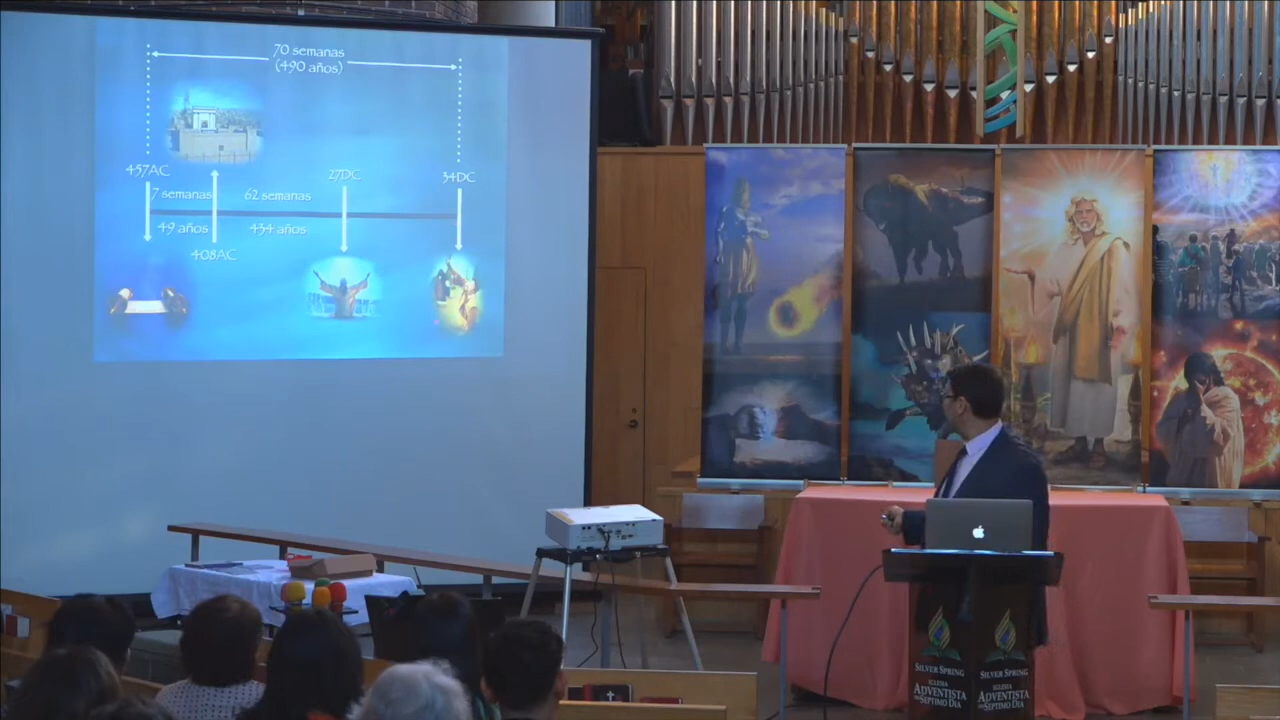 70 semanas
(490 años)
457AC
27DC
34DC
7 semanas
62 semanas
49 años
434 años
408AC
SILVER SPRING
IGLESIA
ADVENTISTA
DEL SÉPTIMO DÍA
SILVER SPRING
IGLESIA
ADVENTISTA
DEL SÉPTIMO DÍA